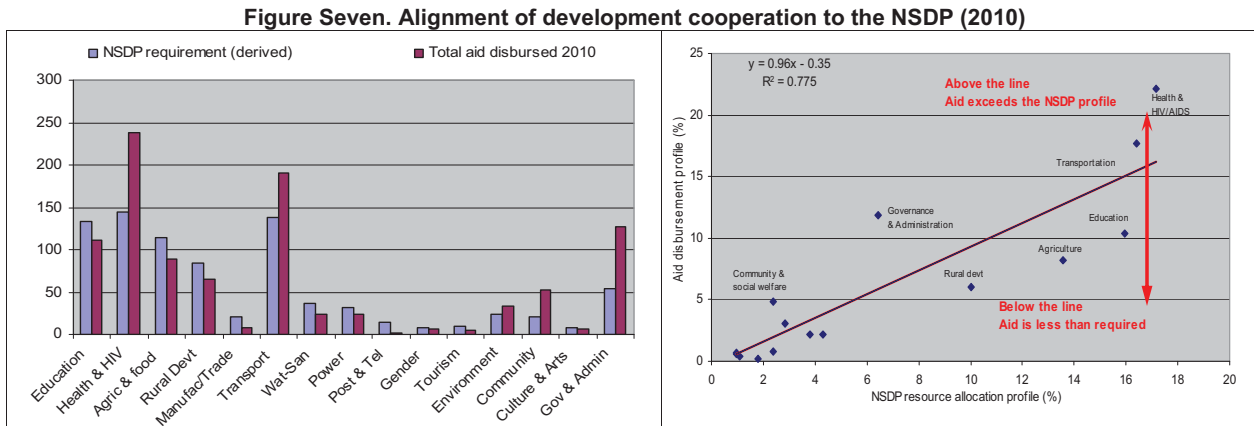 Figure Seven. Alignment of development cooperation to the NSDP (2010)
NSDP requirement (derived)
Total aid disbursed 2010
300
250
200
150
100
50
0
Education
Health & HIV
Agric & food
Rural Devt
Manufac/Trade
Transport
Wat-San
Power
Post & Tel
Gender
Tourism
Environment
Community
Culture & Arts
Gov & Admin
y = 0.96x - 0.35
R² = 0.775
Above the line
Aid exceeds the NSDP profile
Health &
HIV/AIDS
Transportation
Governance
& Administration
Education
Agriculture
Rural devt
Community &
social welfare
Below the line
Aid is less than required
Aid disbursement profile (%)
25
20
15
10
5
0
0 2 4 6 8 10 12 14 16 18 20
NSDP resource allocation profile (%)